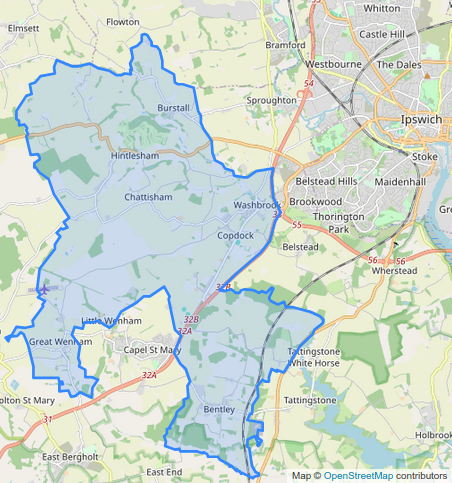 Elmsett
Flowton
Whitton
Castle Hill
Bramford
Westbourne
The Dales
54
Sproughton
Burstall
Ipswich
Hintlesham
Stoke
Belstead Hills
Maidenhall
Chattisham
Brookwood
Washbrook
Thorington
Park
Gre
3
55
Copdock
Belstead
56
Wherstead
32B
Little Wenham
32B
32A
Great Wenham
Capel St Mary
Tattingstone
White Horse
32A
olton St Mary
Tattingstone
Bentley
31
Holbrook
East Bergholt
East End
Map © OpenStreetMap contributors